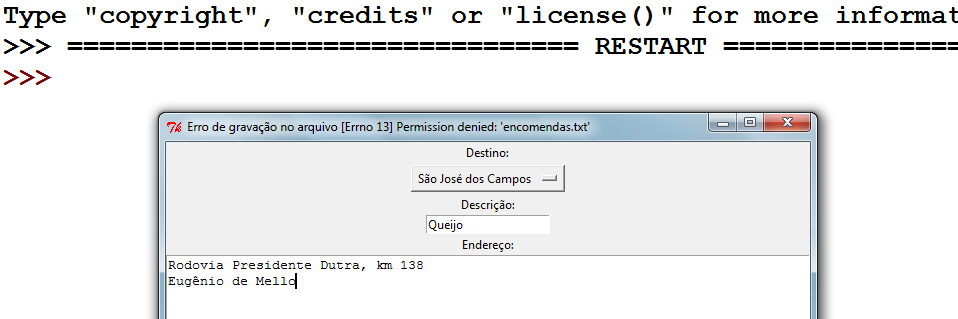 Type "copyright", "credits" or "license()" for more informat
>>> ================================ RESTART ===============
>>>
Erro de gravação no arquivo [Errno 13] Permission denied: 'encomendas.txt'
Destino:
São José dos Campos
Descrição:
Queijo
Endereço:
Rodovia Presidente Dutra, km 138
Eugênio de Mello